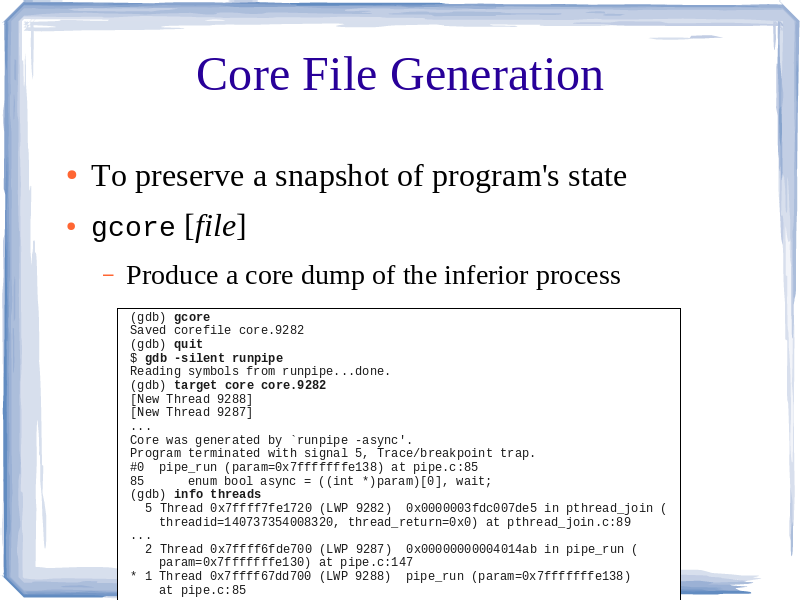 Core File Generation
• To preserve a snapshot of program's state
• gcore [file]
– Produce a core dump of the inferior process
(gdb) gcore
Saved corefile core.9282
(gdb) quit
$ gdb -silent runpipe
Reading symbols from runpipe...done.
(gdb) target core core.9282
[New Thread 9288]
[New Thread 9287]
...
Core was generated by `runpipe -async'.
Program terminated with signal 5, Trace/breakpoint trap.
#0  pipe_run (param=0x7fffffffe138) at pipe.c:85
85      enum bool async = ((int *)param)[0], wait;
(gdb) info threads
  5 Thread 0x7ffff7fe1720 (LWP 9282)  0x0000003fdc007de5 in pthread_join (
    threadid=140737354008320, thread_return=0x0) at pthread_join.c:89
...
  2 Thread 0x7ffff6fde700 (LWP 9287)  0x00000000004014ab in pipe_run (
    param=0x7fffffffe130) at pipe.c:147
* 1 Thread 0x7ffff67dd700 (LWP 9288)  pipe_run (param=0x7fffffffe138)
    at pipe.c:85